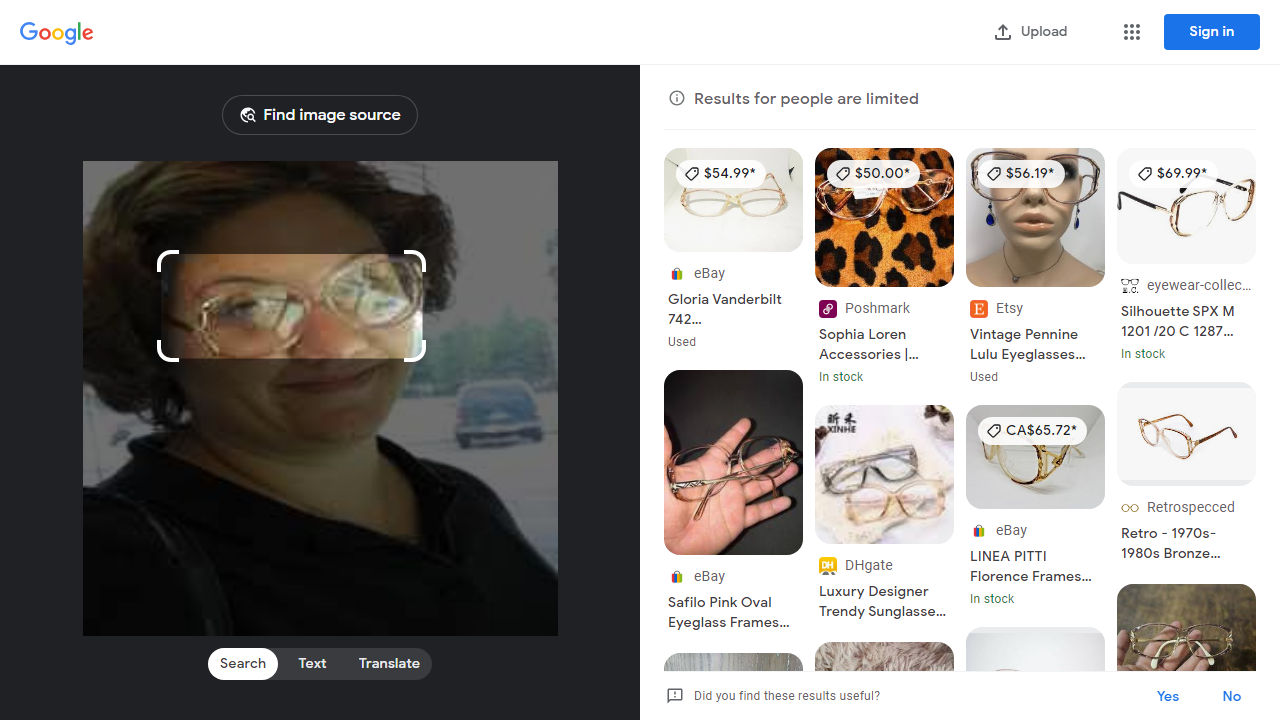 Google
Upload
Sign in
Find image source
Search
Text
Translate
Results for people are limited
$54.99*
eBay
Gloria Vanderbilt
742...
Used
$50.00*
Poshmark
Sophia Loren
Accessories |...
In stock
$56.19*
Etsy
Vintage Pennine
Lulu Eyeglasses...
Used
$69.99*
eyewear-collec...
Silhouette SPX M
1201 /20 C 1287...
In stock
eBay
Safilo Pink Oval
Eyeglass Frames...
昕禾
XINHE
DHgate
Luxury Designer
Trendy Sunglasse...
CA$65.72*
eBay
LINEA PITTI
Florence Frames...
In stock
Retrospecced
Retro - 1970s-
1980s Bronze...
Did you find these results useful?
Yes
No